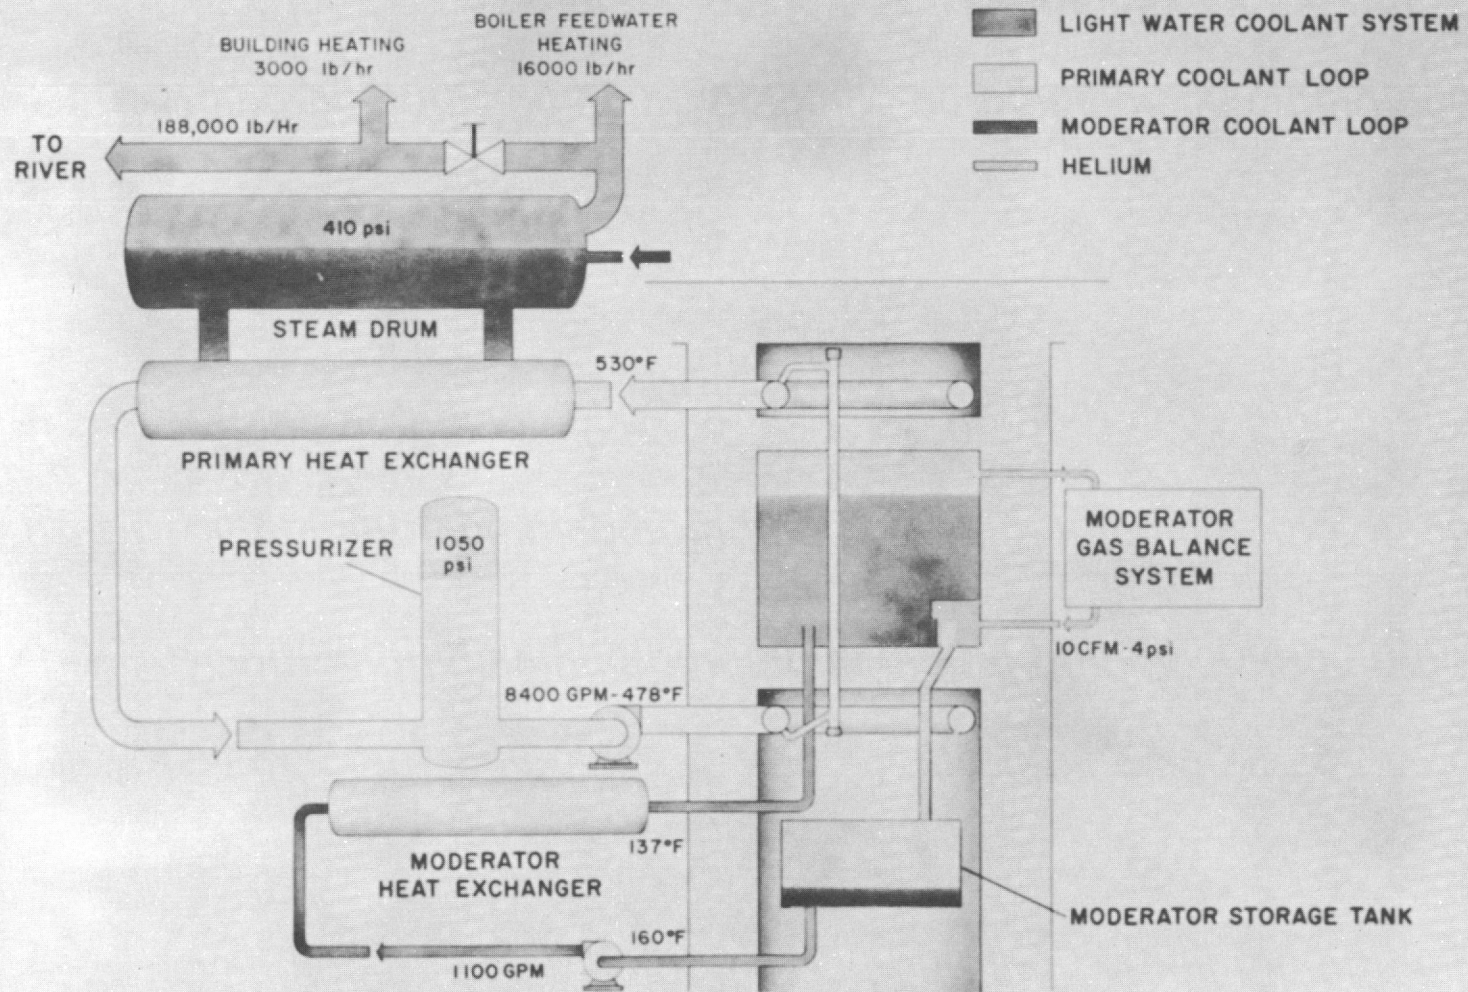 BOILER FEEDWATER
HEATING
16000 lb/hr
BUILDING HEATING
3000 lb/hr
LIGHT WATER COOLANT SYSTEM
PRIMARY COOLANT LOOP
MODERATOR COOLANT LOOP
HELIUM
188,000 lb/Hr
TO
RIVER
410 psi
STEAM DRUM
530°F
PRIMARY HEAT EXCHANGER
PRESSURIZER
1050
psi
MODERATOR
GAS BALANCE
SYSTEM
10 CFM-4psi
8400 GPM-478°F
137°F
MODERATOR
HEAT EXCHANGER
160°F
1100 GPM
MODERATOR STORAGE TANK